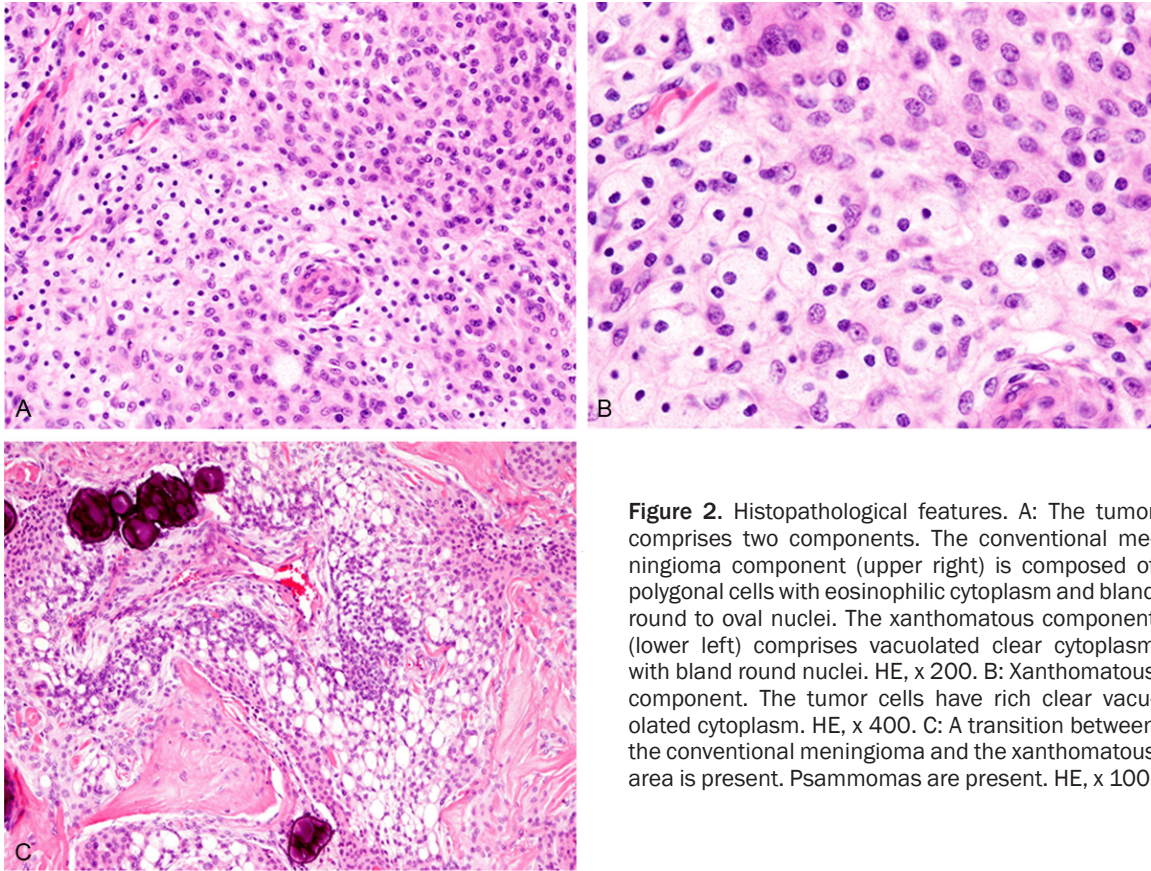 A
B
C
Figure 2. Histopathological features. A: The tumor
comprises two components. The conventional me-
ningioma component (upper right) is composed of
polygonal cells with eosinophilic cytoplasm and bland
round to oval nuclei. The xanthomatous component
(lower left) comprises vacuolated clear cytoplasm
with bland round nuclei. HE, x 200. B: Xanthomatous
component. The tumor cells have rich clear vacu-
olated cytoplasm. HE, x 400. C: A transition between
the conventional meningioma and the xanthomatous
area is present. Psammomas are present. HE, x 100